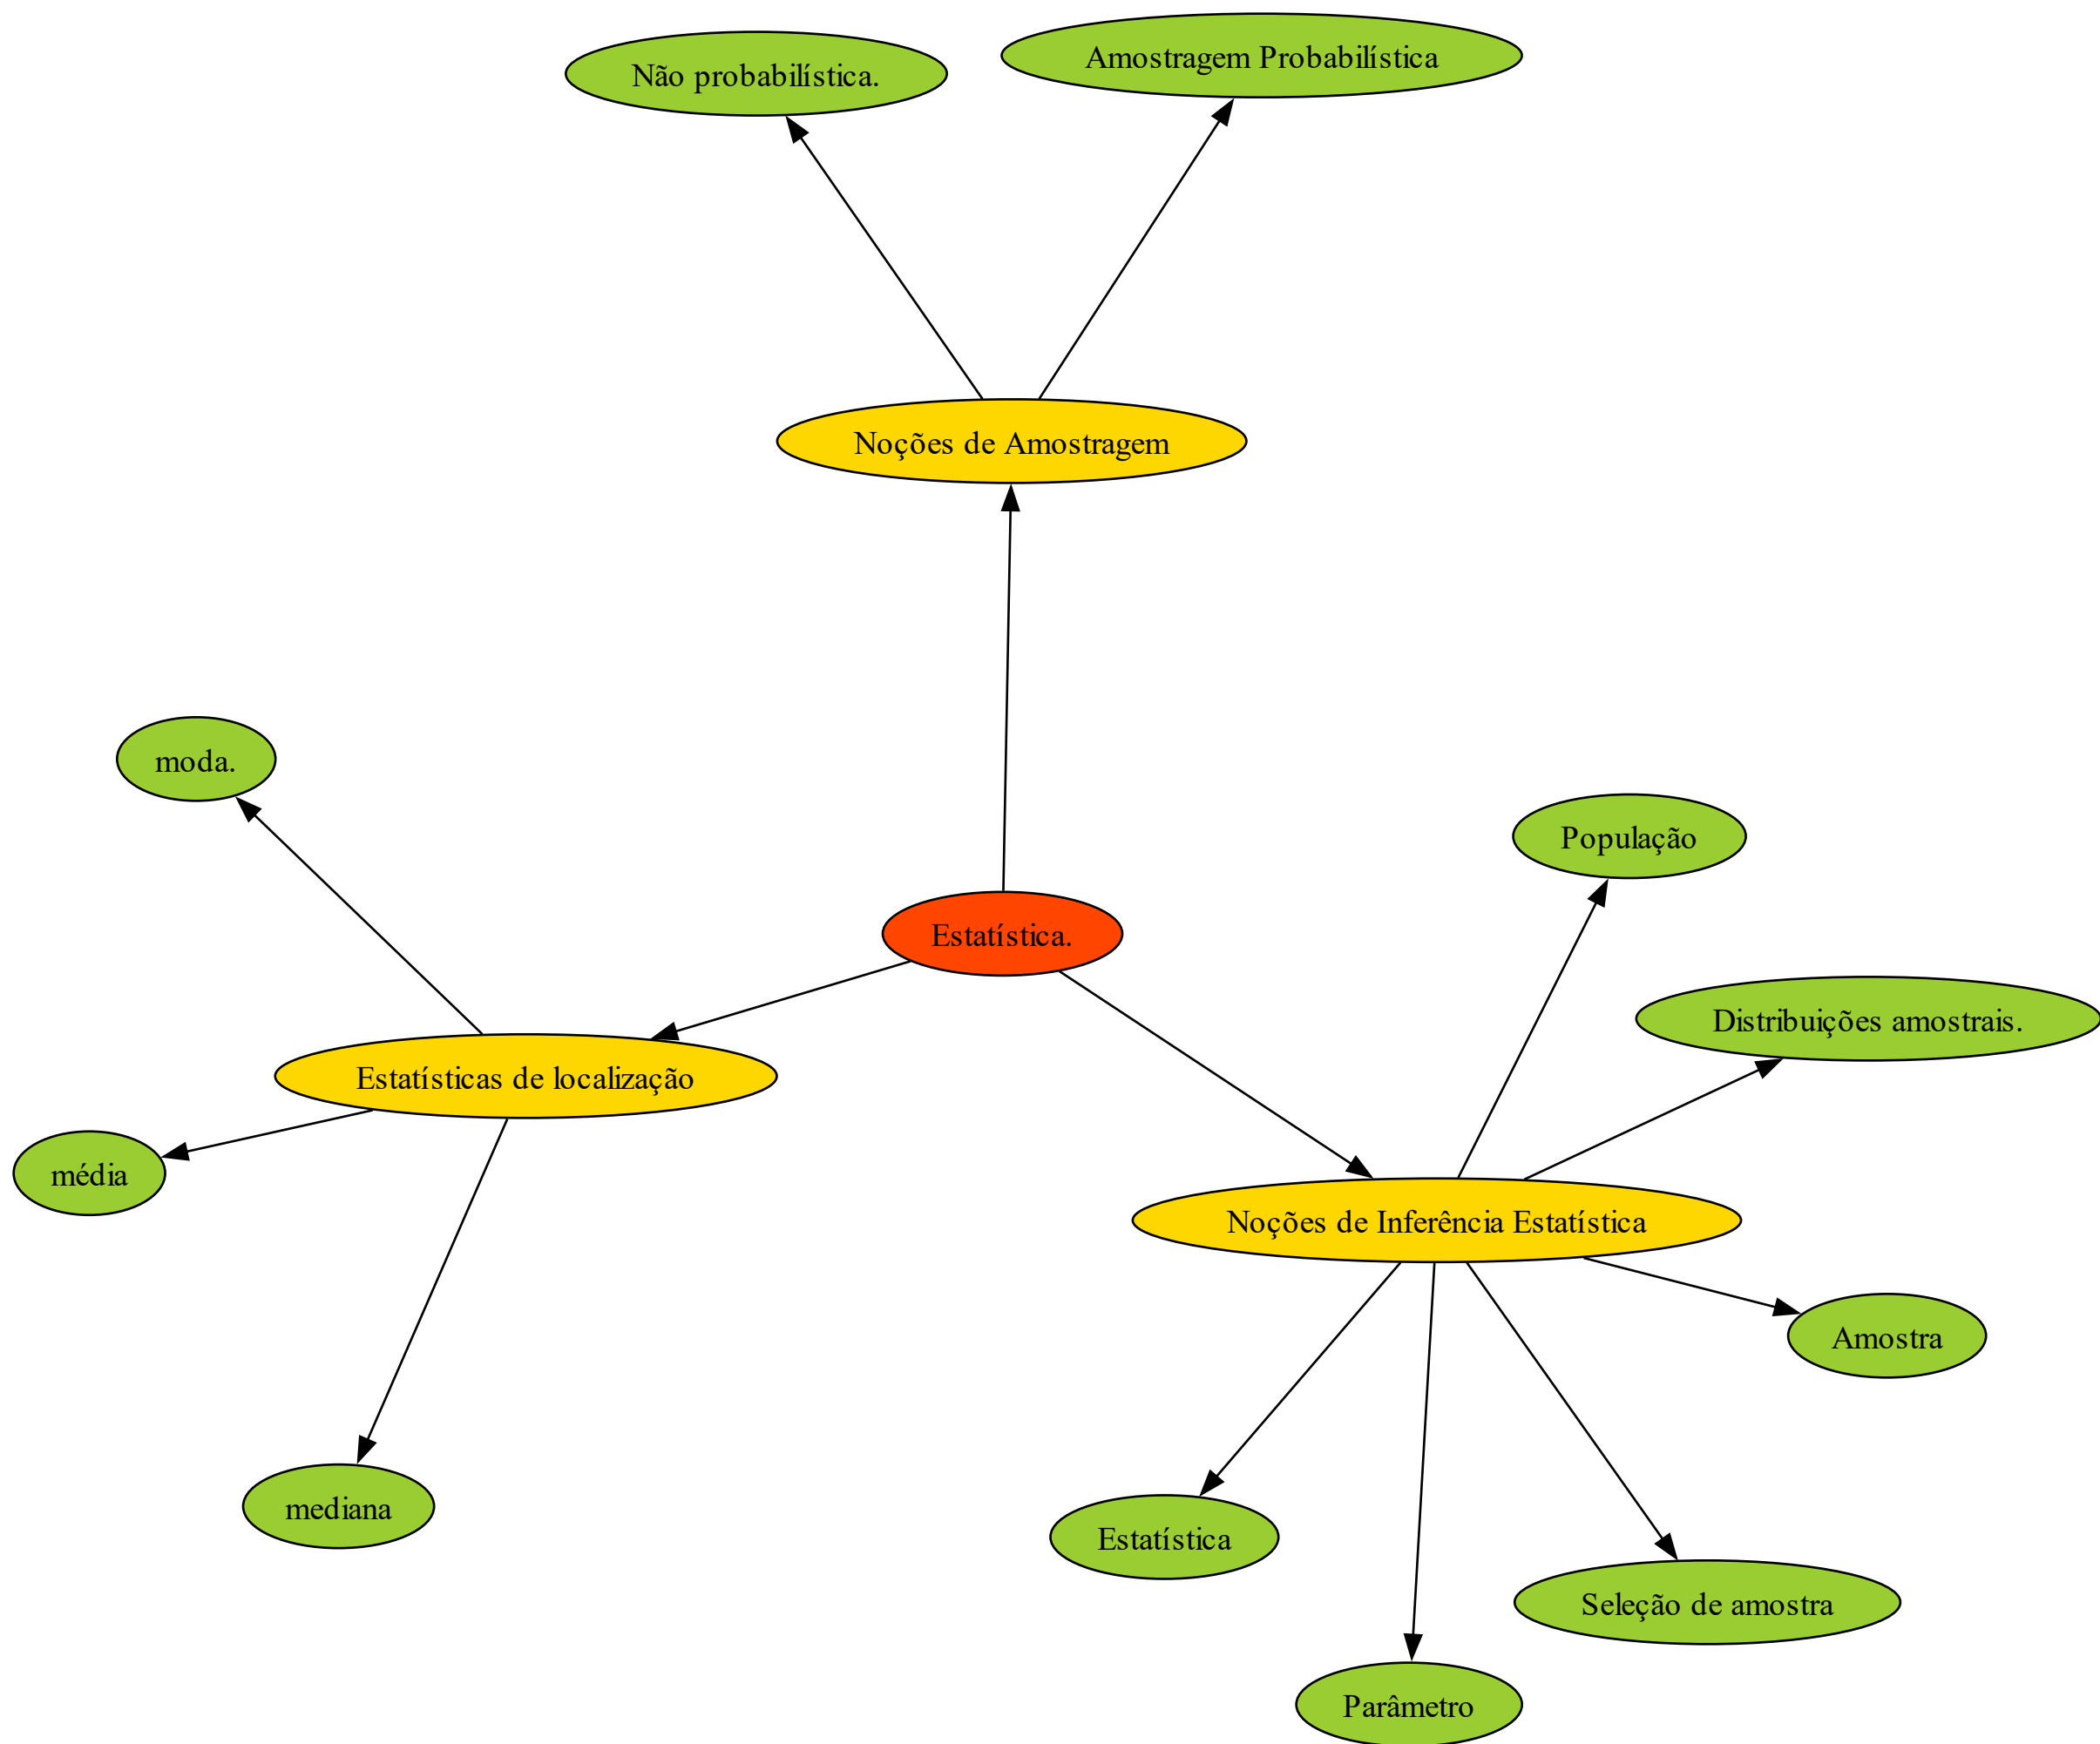 Não probabilística.
Amostragem Probabilística
Noções de Amostragem
moda.
População
Estatística.
Distribuições amostrais.
Estatísticas de localização
média
Noções de Inferência Estatística
Amostra
mediana
Estatística
Seleção de amostra
Parâmetro